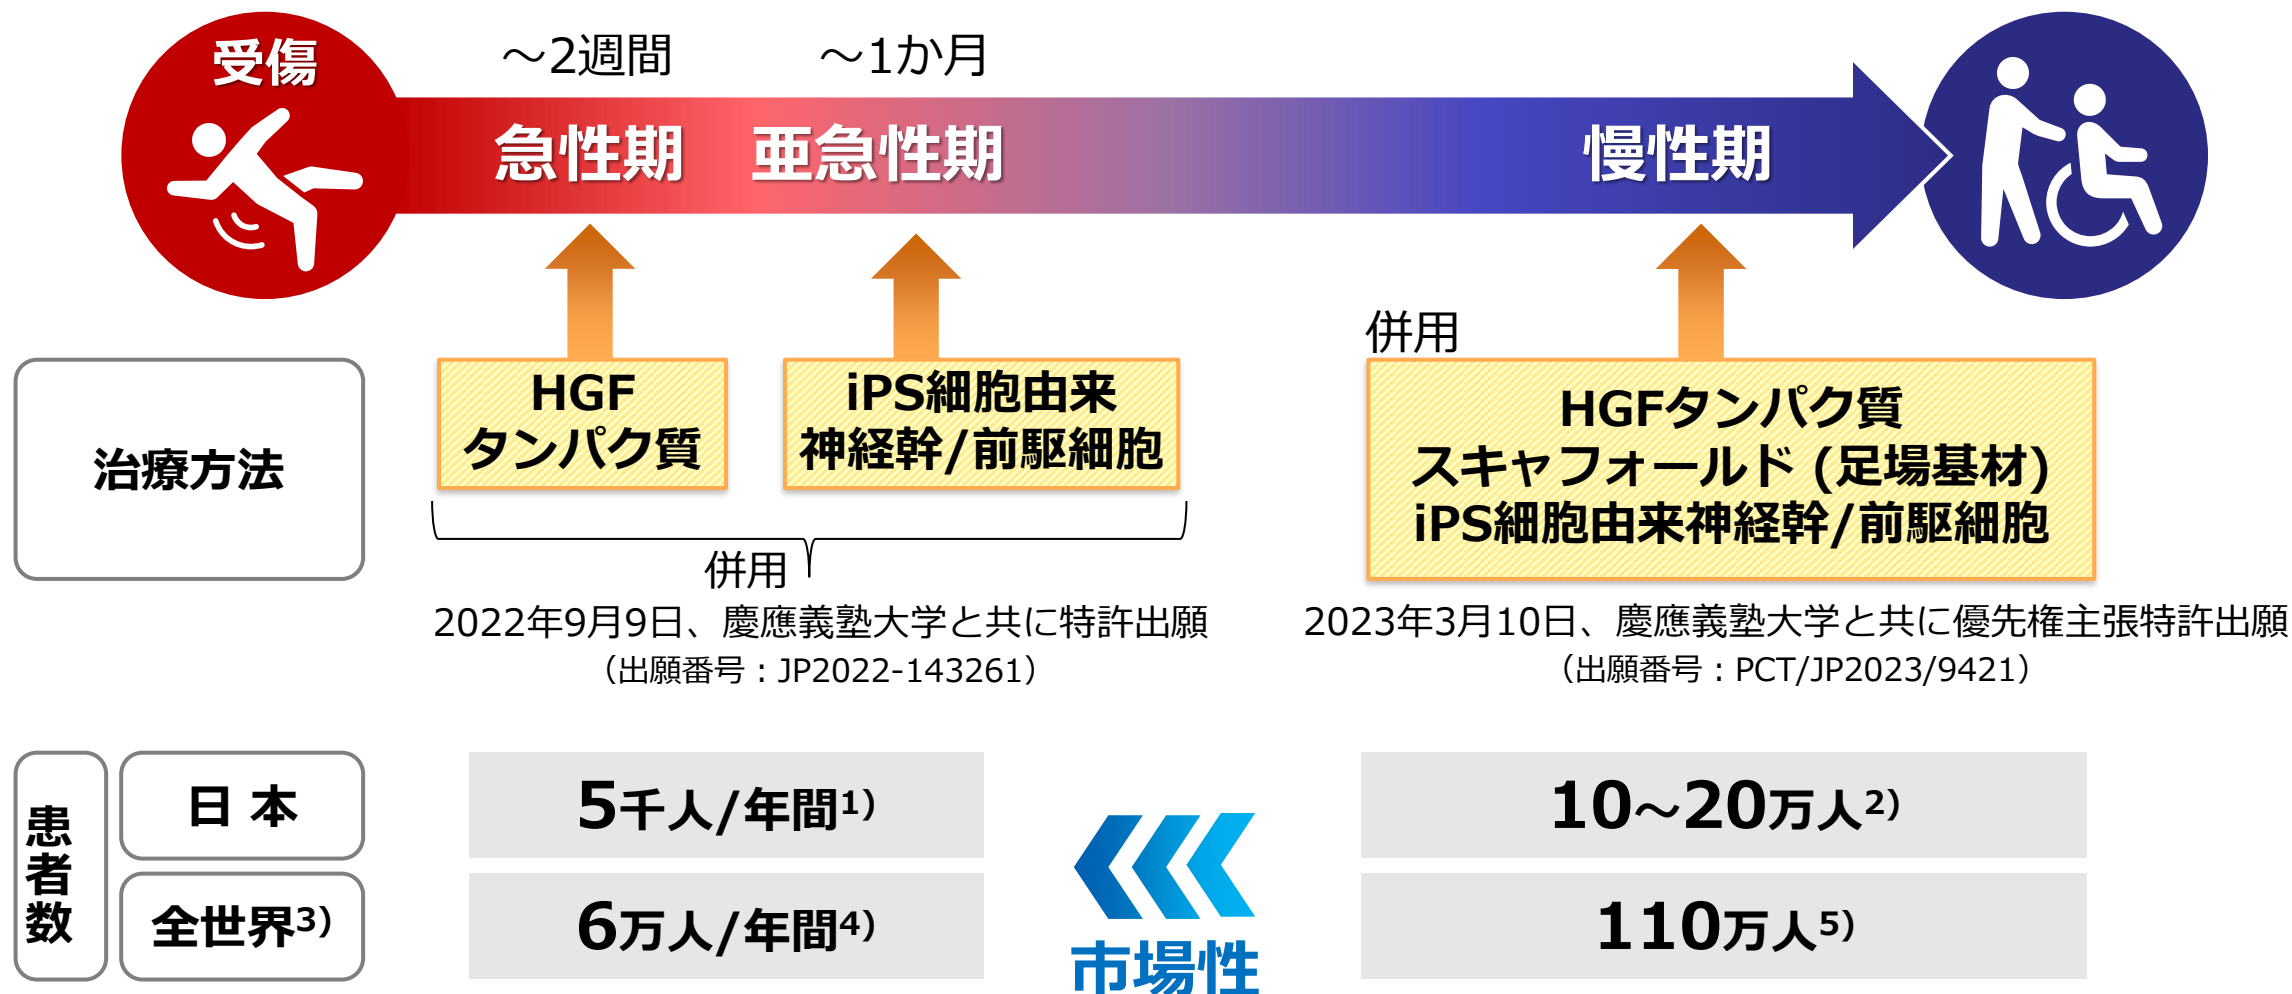 受傷
～2週間
～1か月
急性期
亜急性期
慢性期
治療方法
HGF
タンパク質
iPS細胞由来
神経幹/前駆細胞
併用
2022年9月9日、慶應義塾大学と共に特許出願
（出願番号：JP2022-143261）
併用
HGFタンパク質
スキャフォールド (足場基材)
iPS細胞由来神経幹/前駆細胞
2023年3月10日、慶應義塾大学と共に優先権主張特許出願
（出願番号：PCT/JP2023/9421）
患者数
日 本
5千人/年間1)
10～20万人2)
全世界3)
6万人/年間4)
110万人5)
市場性